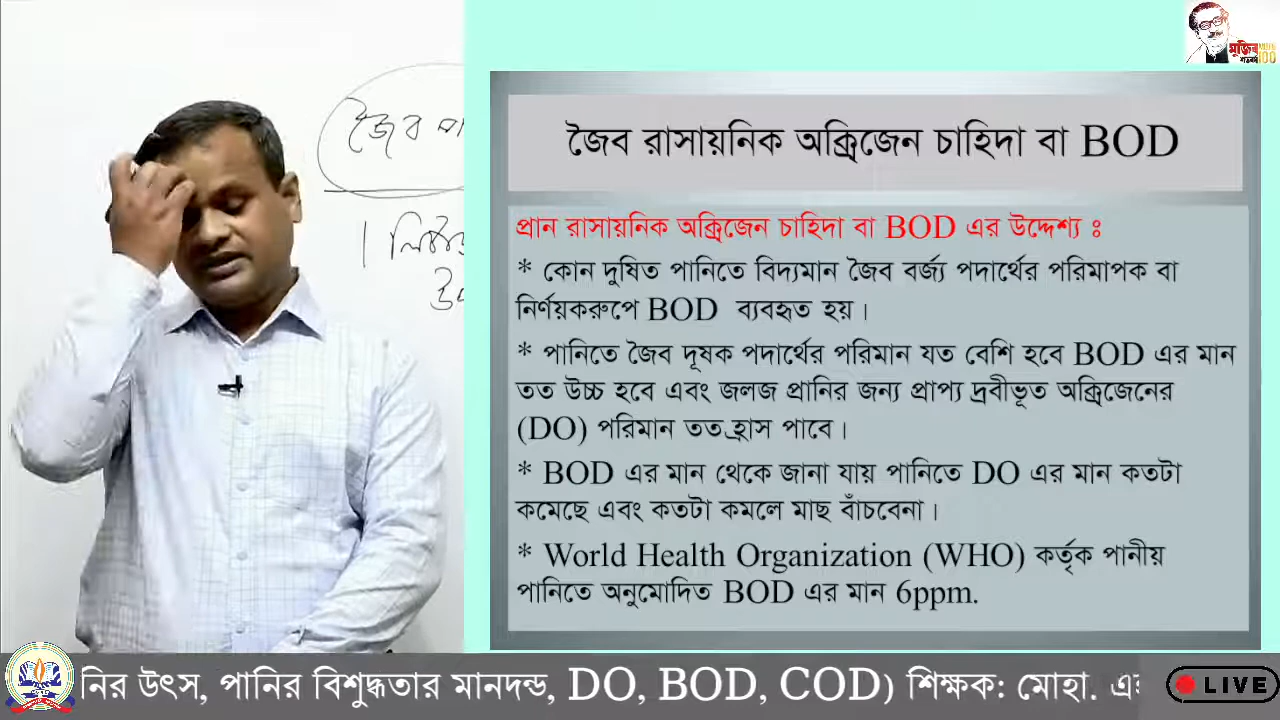 মুজিব
100
জৈব
1 লিটার
জৈব রাসায়নিক অক্সিজেন চাহিদা বা BOD
প্রান রাসায়নিক অক্সিজেন চাহিদা বা BOD এর উদ্দেশ্য ঃ
* কোন দুষিত পানিতে বিদ্যমান জৈব বর্জ্য পদার্থের পরিমাপক বা
নির্ণয়করুপে BOD ব্যবহৃত হয়।
* পানিতে জৈব দূষক পদার্থের পরিমান যত বেশি হবে BOD এর মান
তত উচ্চ হবে এবং জলজ প্রানির জন্য প্রাপ্য দ্রবীভূত অক্সিজেনের
(DO) পরিমান তত হ্রাস পাবে।
* BOD এর মান থেকে জানা যায় পানিতে DO এর মান কতটা
কমেছে এবং কতটা কমলে মাছ বাঁচবেনা।
* World Health Organization (WHO) কর্তৃক পানীয়
পানিতে অনুমোদিত BOD এর মান 6ppm.
নির উৎস, পানির বিশুদ্ধতার মানদন্ড, DO, BOD, COD) শিক্ষক: মোহা.
LIVE